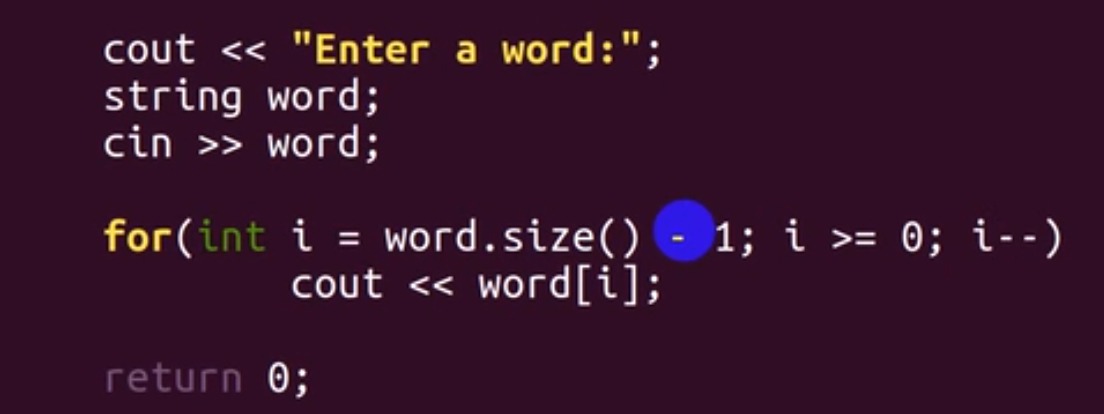 cout << "Enter a word:";
string word;
cin >> word;
for(int i = word.size() - 1; i >= 0; i--)
cout << word[i];
return 0;